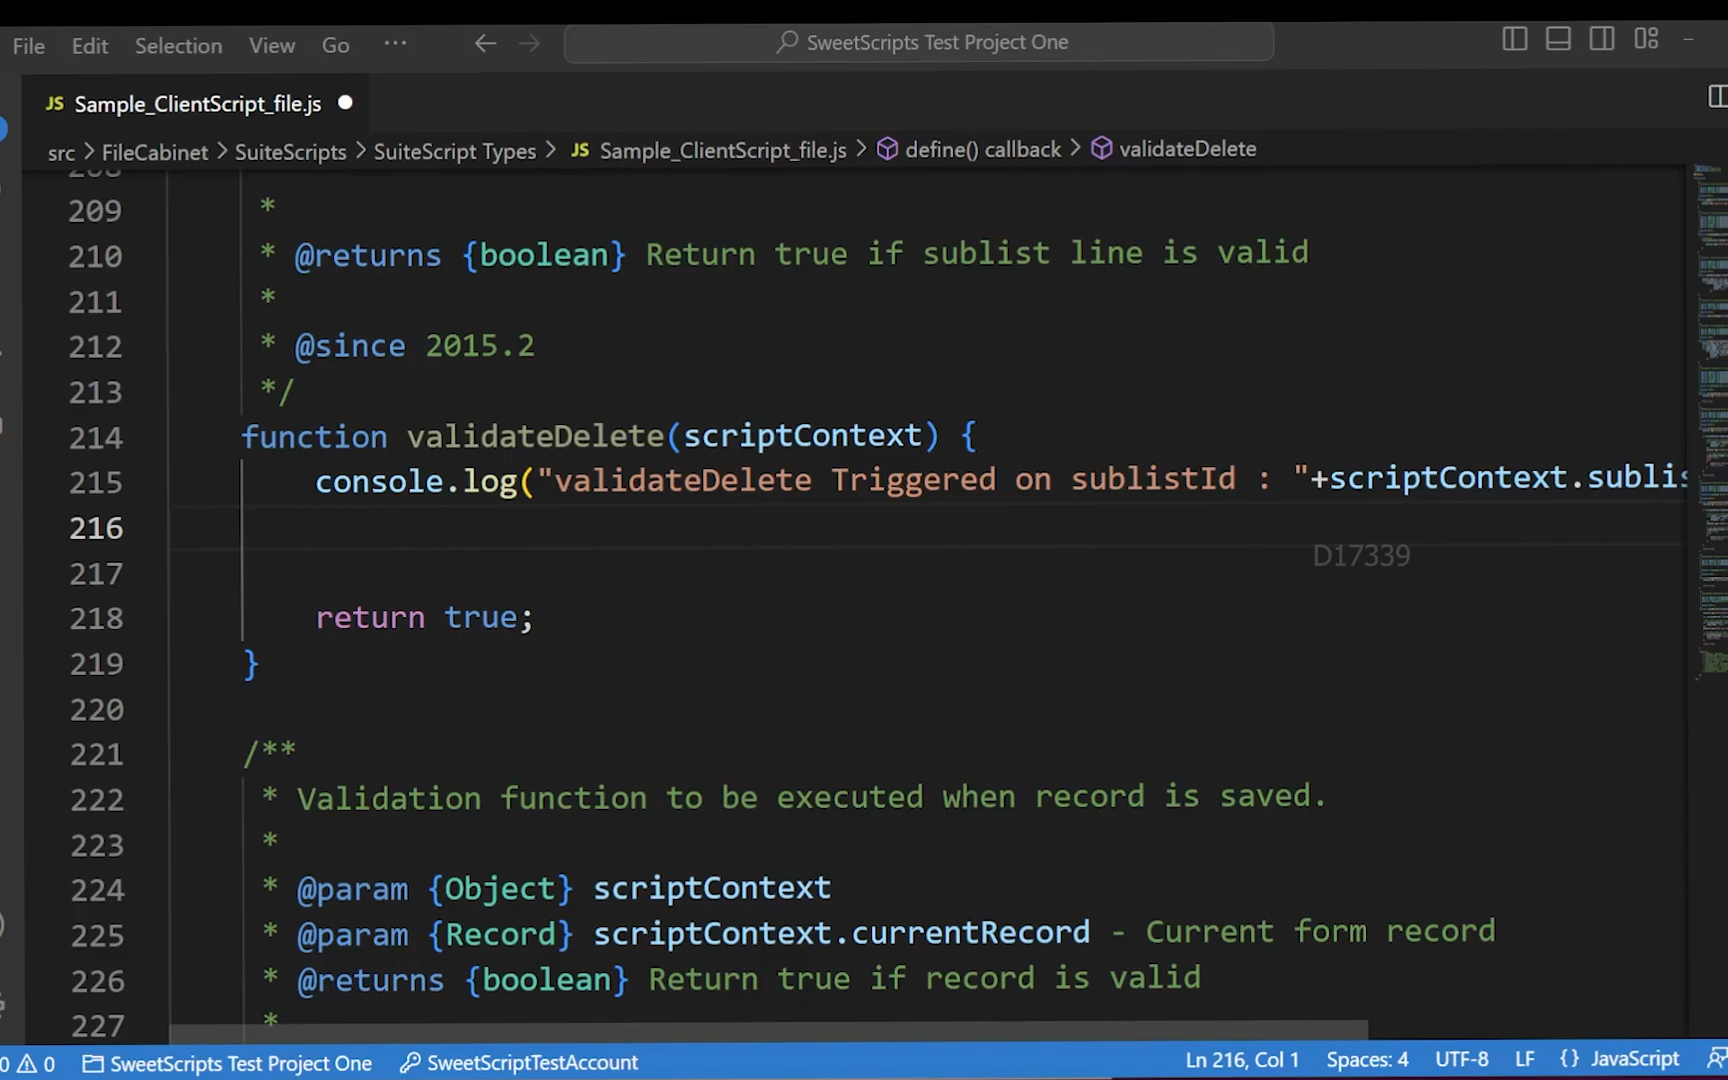 File Edit Selection View Go ··· SweetScripts Test Project One
JS Sample_ClientScript_file.js
src > FileCabinet > SuiteScripts > SuiteScript Types > JS Sample_ClientScript_file.js > define() callback > validateDelete
208
209 *
210 * @returns {boolean} Return true if sublist line is valid
211 *
212 * @since 2015.2
213 */
214 function validateDelete(scriptContext) {
215 console.log("validateDelete Triggered on sublistId : "+scriptContext.sublis
216
D17339
217
218 return true;
219 }
220
221 /**
222 * Validation function to be executed when record is saved.
223 *
224 * @param {Object} scriptContext
225 * @param {Record} scriptContext.currentRecord - Current form record
226 * @returns {boolean} Return true if record is valid
227 *
0 0 SweetScripts Test Project One SweetScriptTestAccount Ln 216, Col 1 Spaces: 4 UTF-8 LF {} JavaScript